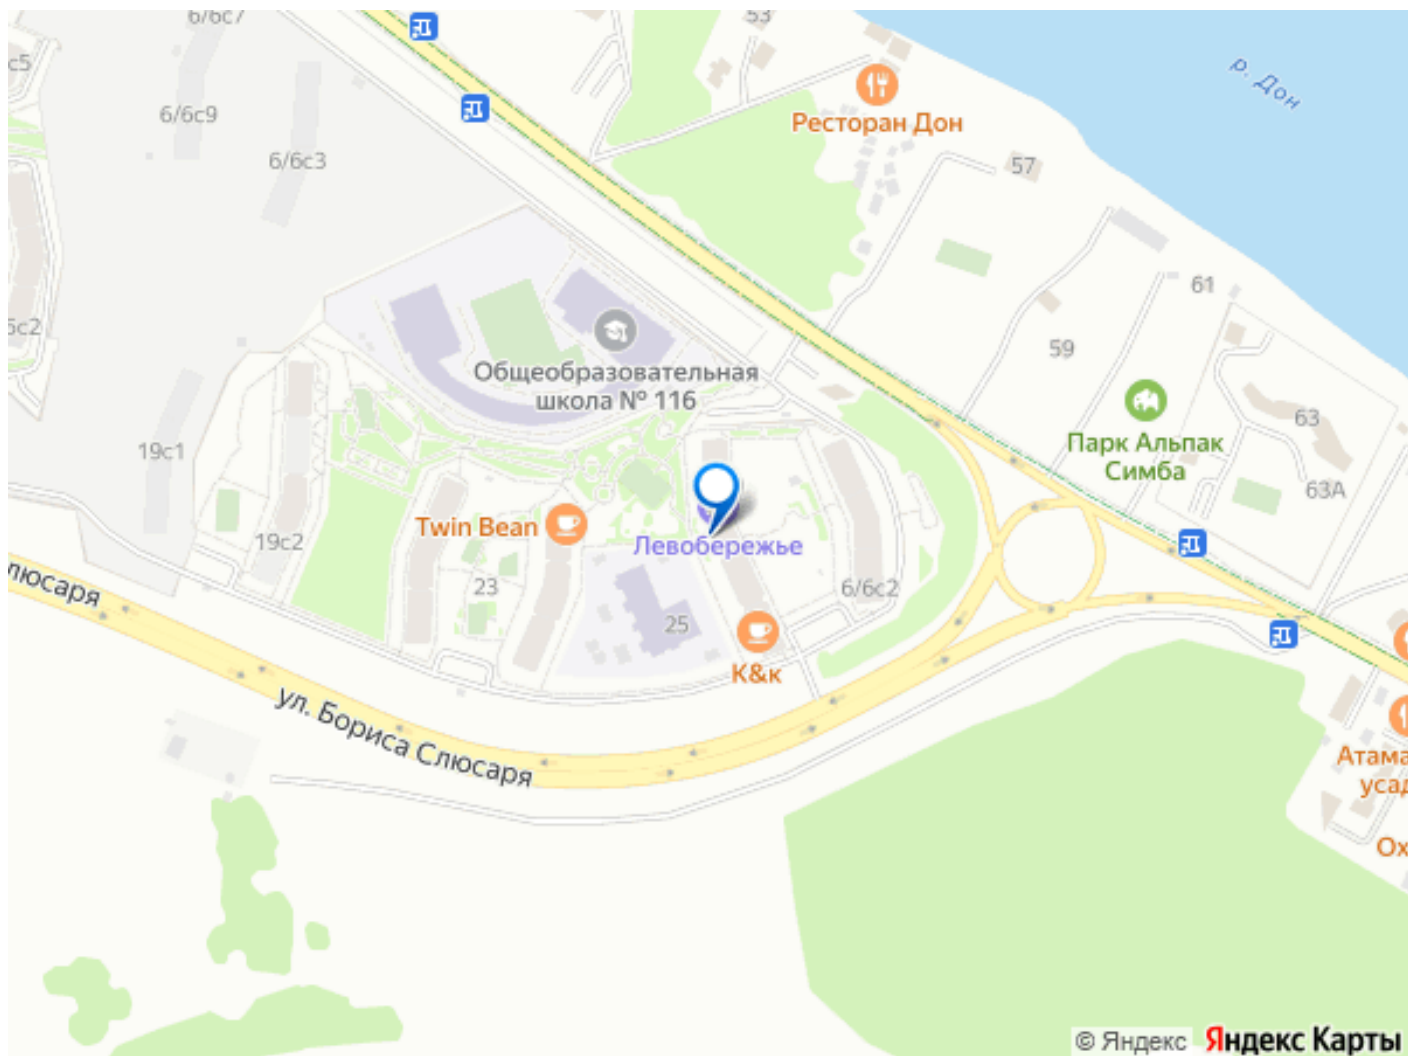 6/6с7
53
с5
р. Дон
6/6с9
Ресторан Дон
6/6с3
57
61
5с2
59
Общеобразовательная
школа № 116
63
Парк Альпак
Симба
19с1
63А
Twin Bean
19с2
Левобережье
люсаря
23
6/6с2
25
К&к
ул. Бориса Слюсаря
Атама
усад
Ох
© Яндекс Яндекс Карты